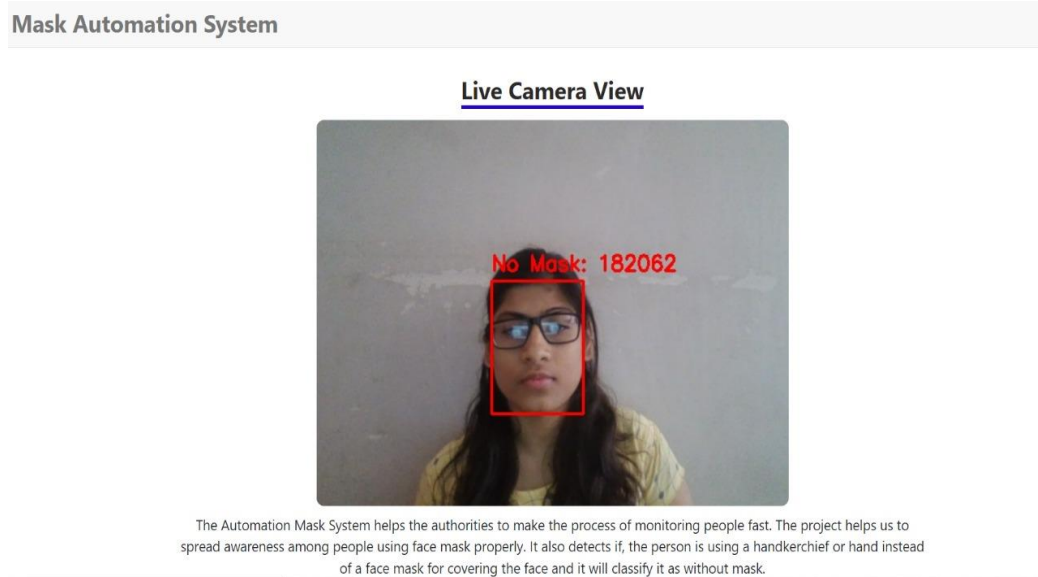 Mask Automation System
Live Camera View
No Mask: 182062
The Automation Mask System helps the authorities to make the process of monitoring people fast. The project helps us to
spread awareness among people using face mask properly. It also detects if, the person is using a handkerchief or hand instead
of a face mask for covering the face and it will classify it as without mask.